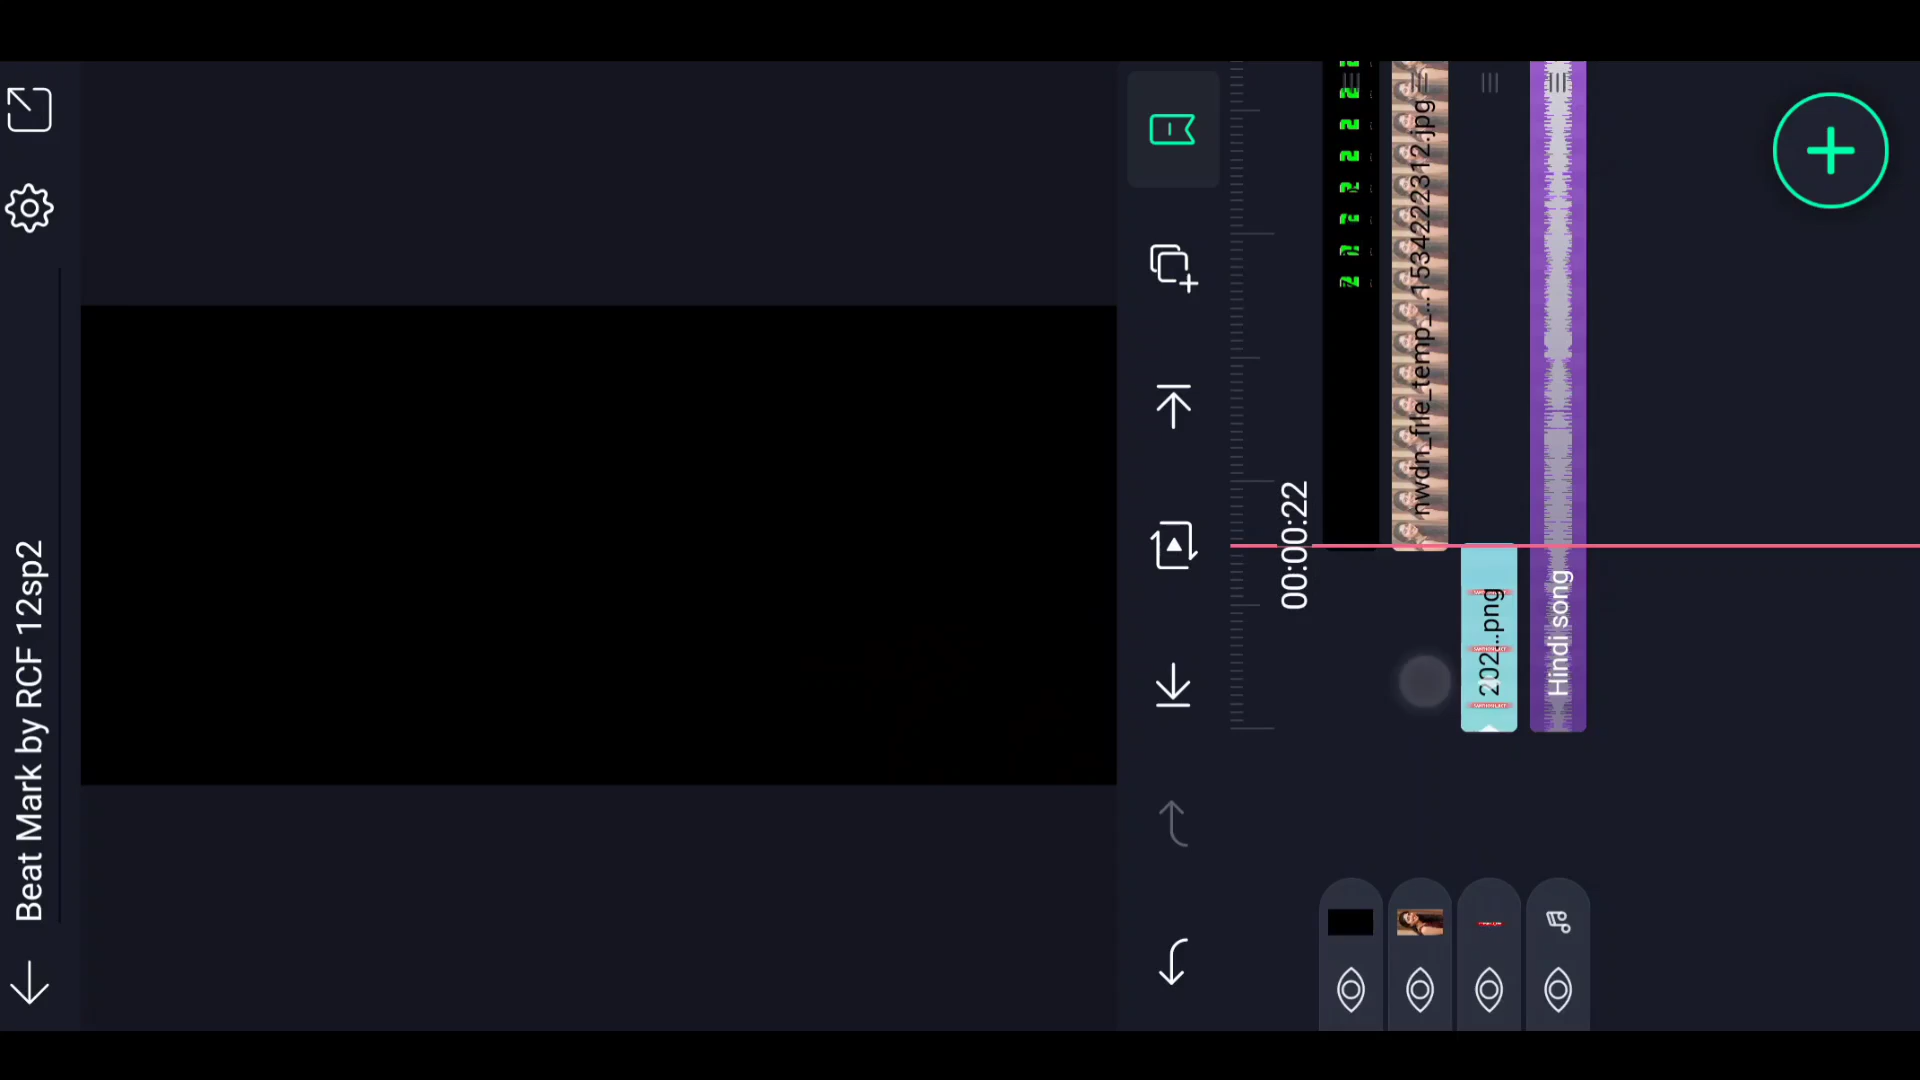 Beat Mark by RCF 12sp2
00:00:22
nwdn_file_temp_...1534222312.jpg
202...png
Hindi song